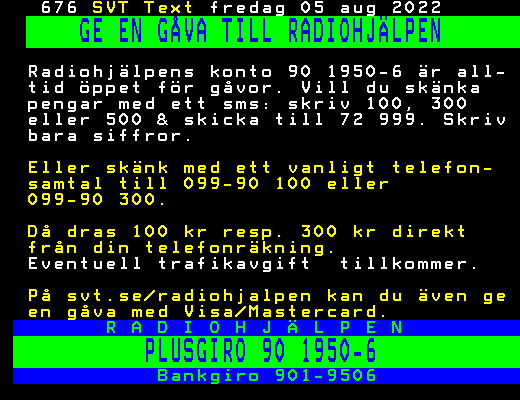 676 SVT Text fredag 05 aug 2022
GE EN GÅVA TILL RADIOHJÄLPEN
Radiohjälpens konto 90 1950-6 är all-
tid öppet för gåvor. Vill du skänka
pengar med ett sms: skriv 100, 300
eller 500 & skicka till 72 999. Skriv
bara siffror.
Eller skänk med ett vanligt telefon-
samtal till 099-90 100 eller
099-90 300.
Då dras 100 kr resp. 300 kr direkt
från din telefonräkning.
Eventuell trafikavgift tillkommer.
På svt.se/radiohjalpen kan du även ge
en gåva med Visa/Mastercard.
R A D I O H J Ä L P E N
PLUSGIRO 90 1950-6
Bankgiro 901-9506